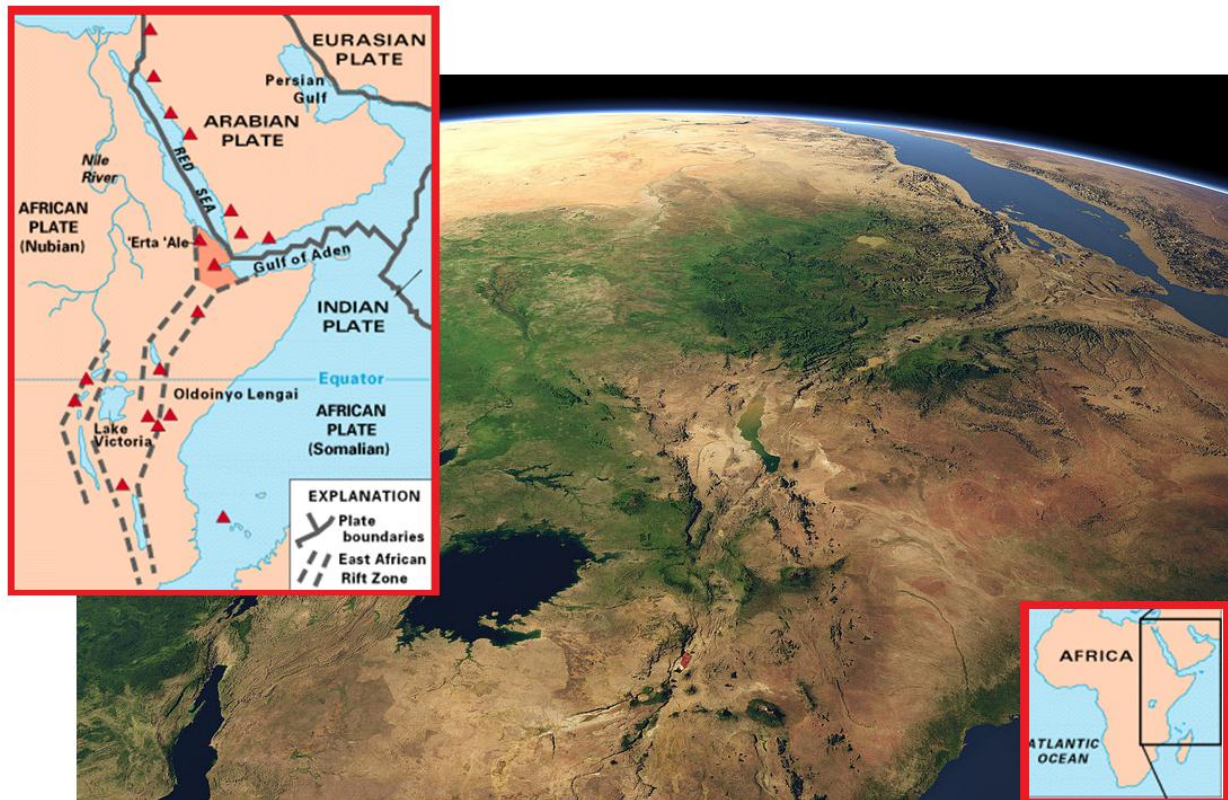 EURASIAN
PLATE
Persian
Gulf
ARABIAN
PLATE
RED
SEA
Nile
River
AFRICAN
PLATE
(Nubian)
'Erta 'Ale
Gulf of Aden
INDIAN
PLATE
Equator
Oldoinyo Lengai
Lake
Victoria
AFRICAN
PLATE
(Somalian)
EXPLANATION
Plate
boundaries
East African
Rift Zone
AFRICA
ATLANTIC
OCEAN